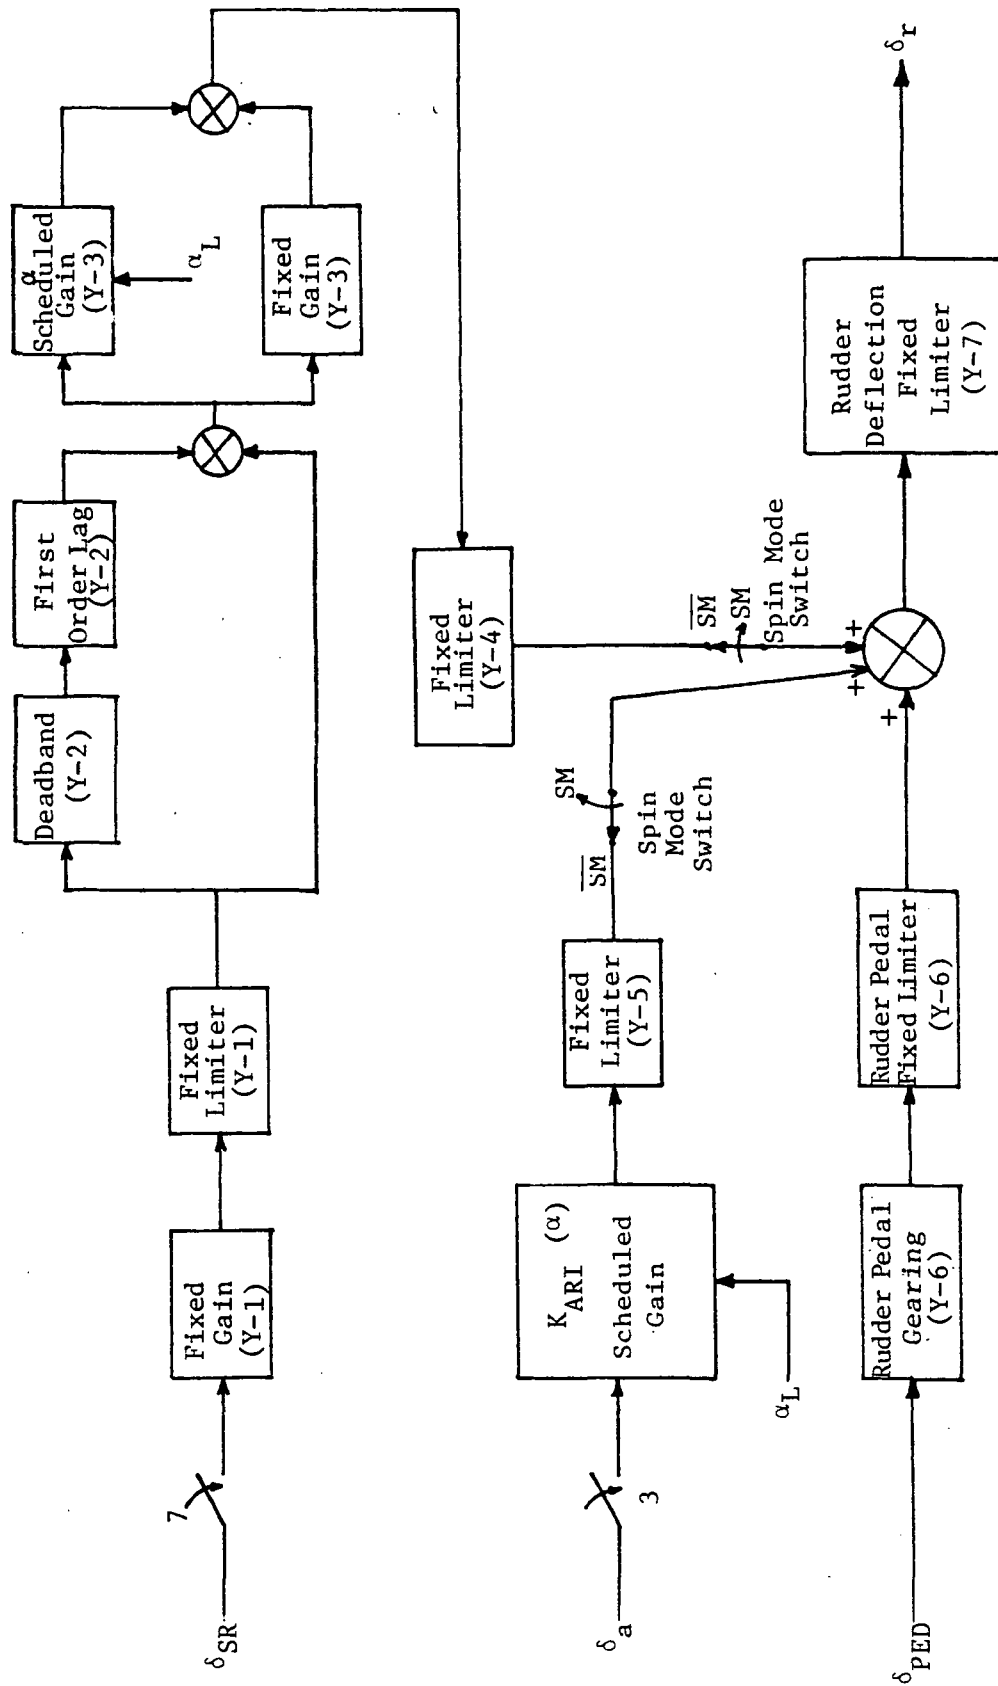 δSR
7
Fixed
Gain
(Y-1)
Fixed
Limiter
(Y-1)
Deadband
(Y-2)
First
Order Lag
(Y-2)
α
Scheduled
Gain
(Y-3)
αL
Fixed
Gain
(Y-3)
Fixed
Limiter
(Y-4)
S̅M̅
SM
Spin Mode
Switch
δa
3
KARI (α)
Scheduled
Gain
αL
Fixed
Limiter
(Y-5)
S̅M̅
SM
Spin
Mode
Switch
+
+
+
δPED
Rudder Pedal
Gearing
(Y-6)
Rudder Pedal
Fixed Limiter
(Y-6)
Rudder
Deflection
Fixed
Limiter
(Y-7)
δr